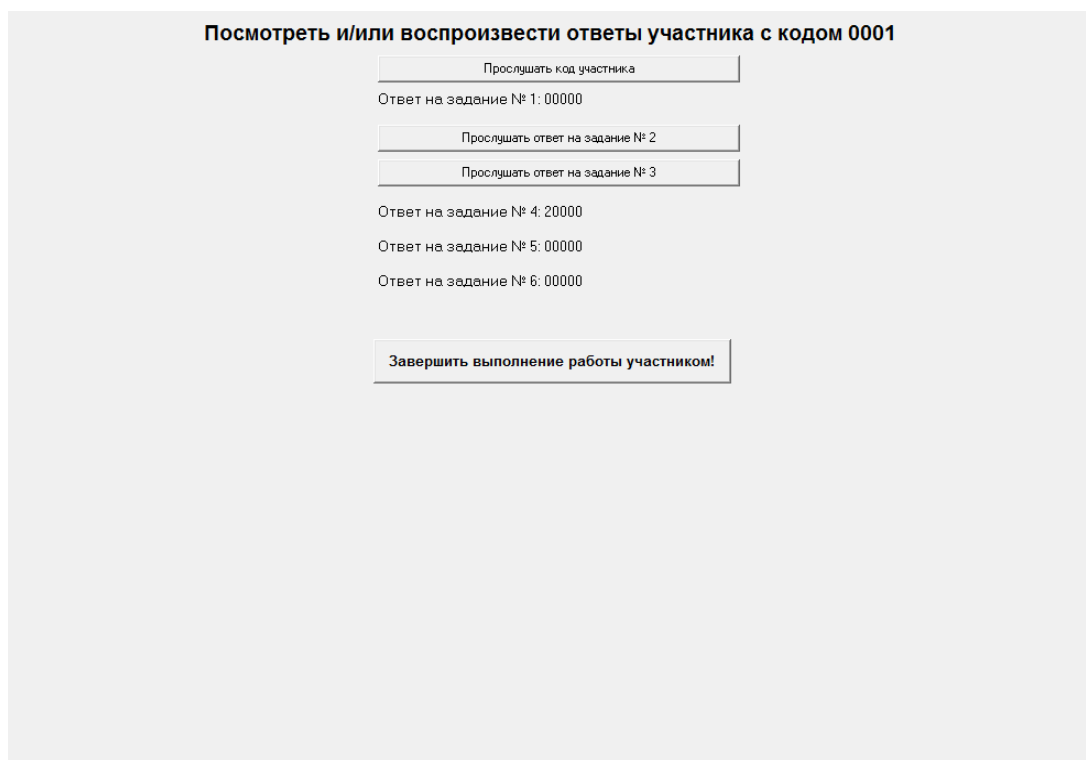 Посмотреть и/или воспроизвести ответы участника с кодом 0001
Прослушать код участника
Ответ на задание № 1: 00000
Прослушать ответ на задание № 2
Прослушать ответ на задание № 3
Ответ на задание № 4: 20000
Ответ на задание № 5: 00000
Ответ на задание № 6: 00000
Завершить выполнение работы участником!